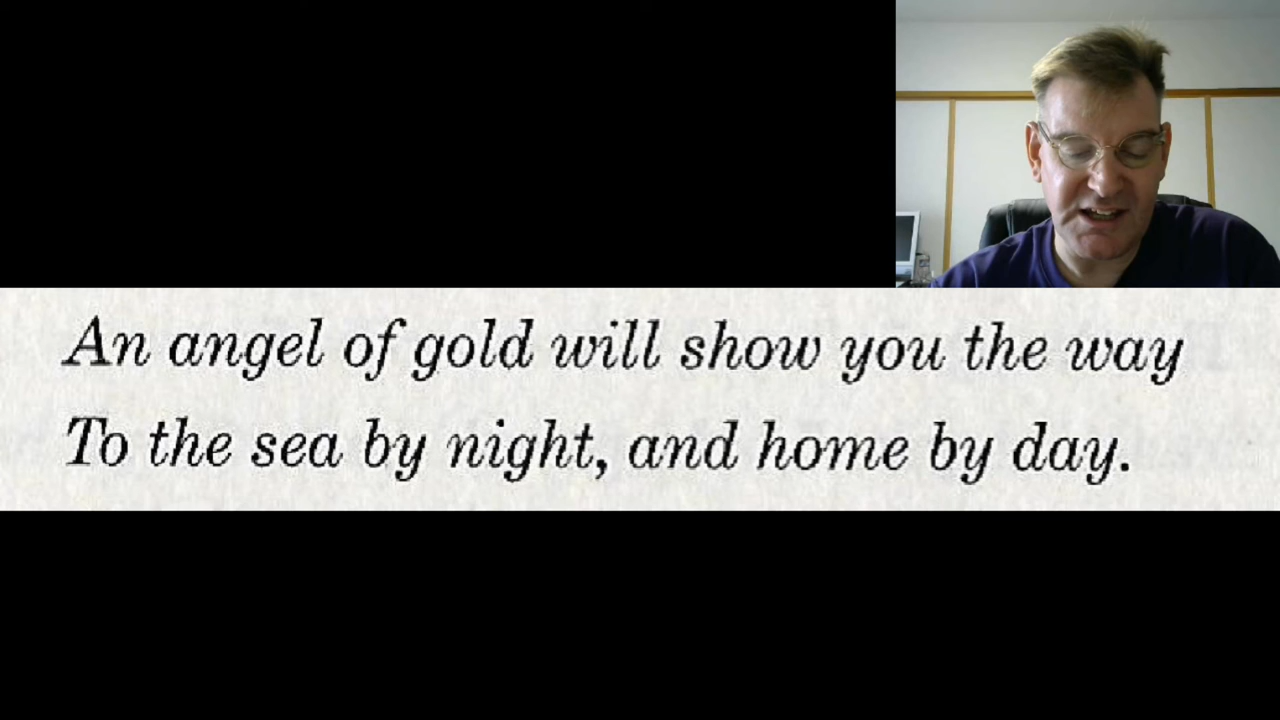 An angel of gold will show you the way
To the sea by night, and home by day.